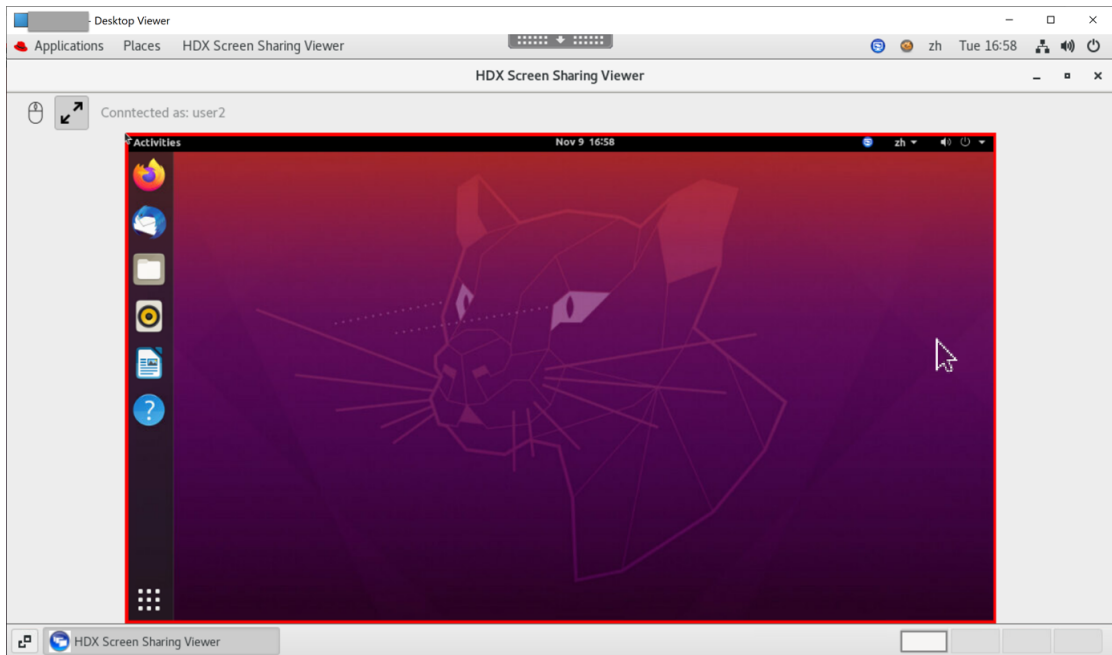 - Desktop Viewer
Applications Places HDX Screen Sharing Viewer zh Tue 16:58
HDX Screen Sharing Viewer
Conntected as: user2
Activities Nov 9 16:58 zh
?
HDX Screen Sharing Viewer